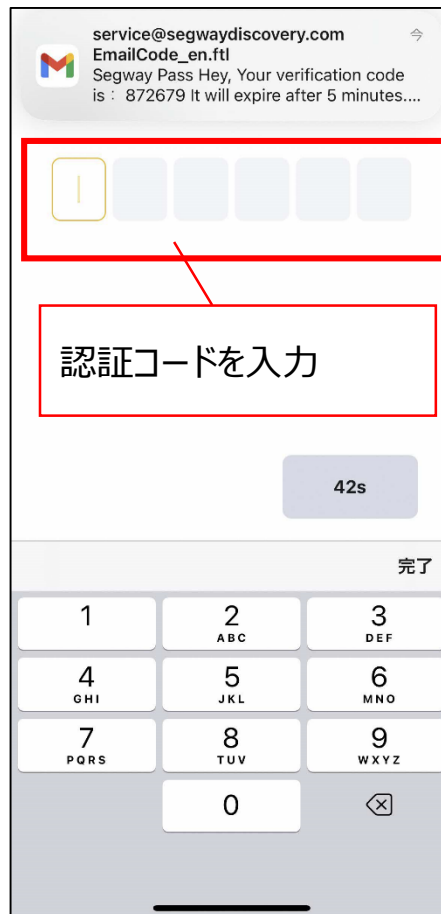 service@segwaydiscovery.com 今
EmailCode_en.ftl
Segway Pass Hey, Your verification code
is : 872679 It will expire after 5 minutes....
認証コードを入力
42s
完了
1 2 3
ABC DEF
4 5 6
GHI JKL MNO
7 8 9
PQRS TUV WXYZ
0